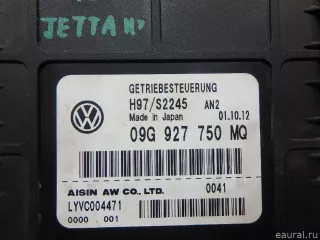 JETTA
GETRIEBESTEUERUNG
H97/S2245 AN2
Made in Japan 01.10.12
09G 927 750 MQ
AISIN AW CO., LTD. 0041
LYVC004471
0000 001
© eaural.ru